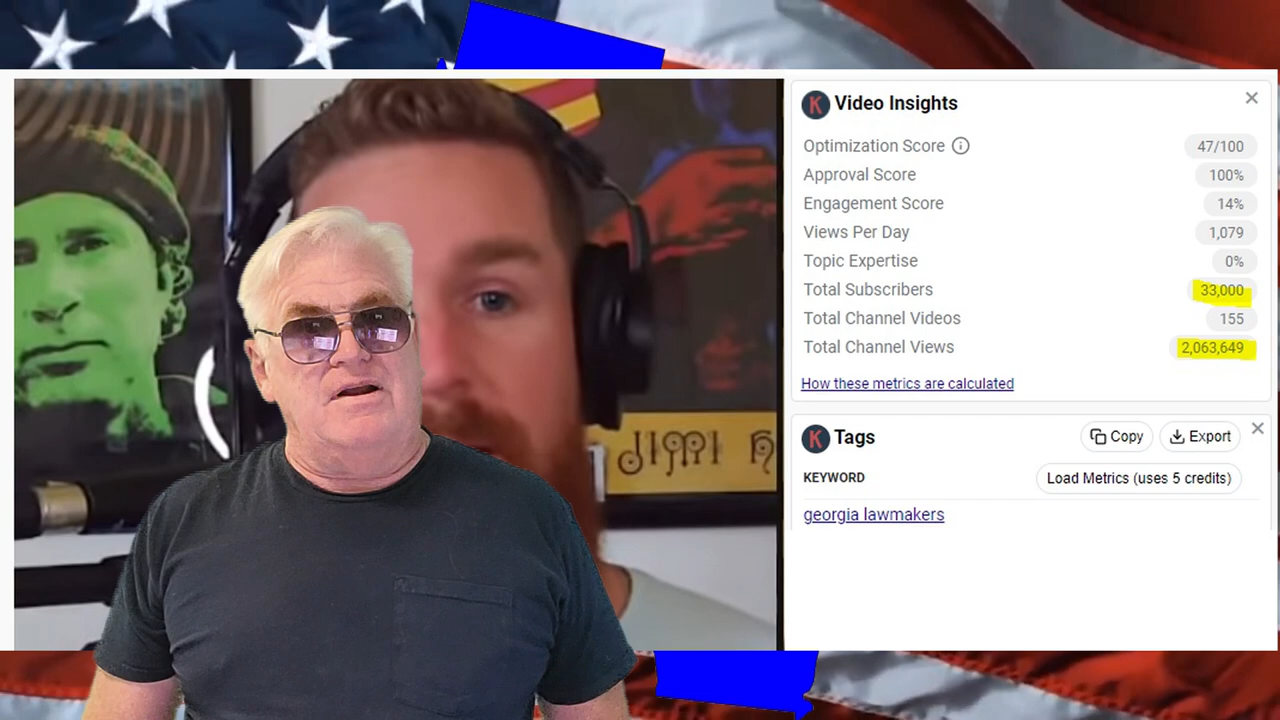 K Video Insights
Optimization Score 47/100
Approval Score 100%
Engagement Score 14%
Views Per Day 1,079
Topic Expertise 0%
Total Subscribers 33,000
Total Channel Videos 155
Total Channel Views 2,063,649
How these metrics are calculated
K Tags Copy Export
KEYWORD Load Metrics (uses 5 credits)
georgia lawmakers
JIMI H